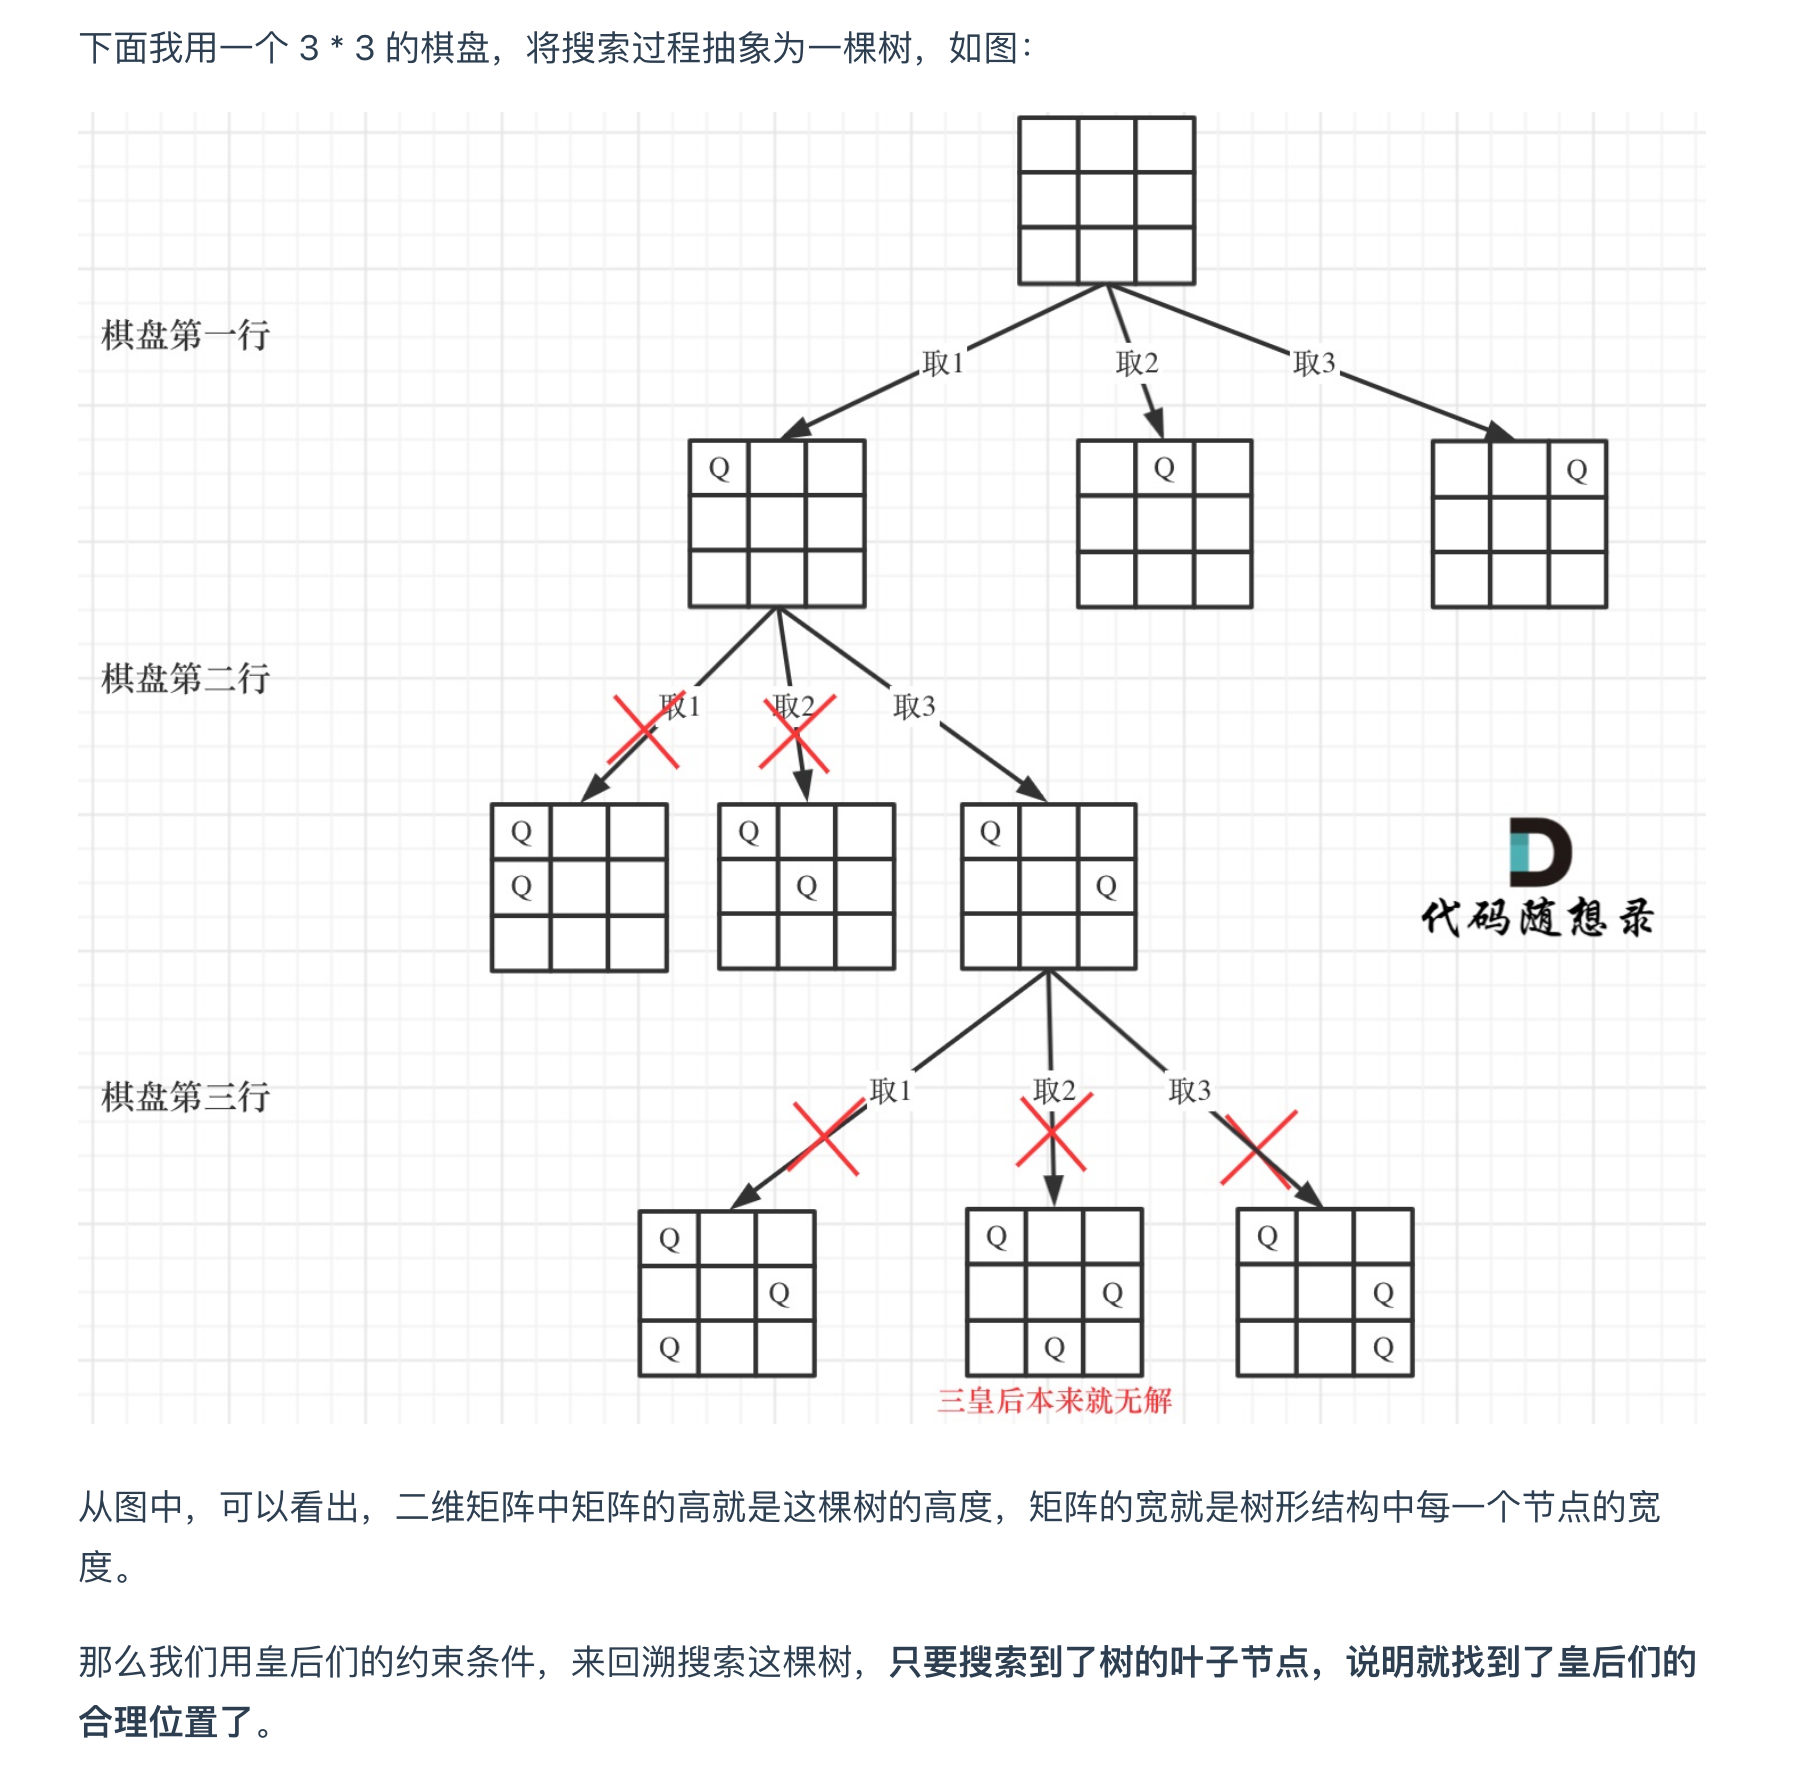 下面我用一个 3 * 3 的棋盘，将搜索过程抽象为一棵树，如图：
棋盘第一行
取1 取2 取3
Q Q Q
棋盘第二行
取1 取2 取3
Q Q Q
Q Q Q
代码随想录
棋盘第三行
取1 取2 取3
Q Q Q
Q Q Q
Q Q Q
三皇后本来就无解
从图中，可以看出，二维矩阵中矩阵的高就是这棵树的高度，矩阵的宽就是树形结构中每一个节点的宽
度。
那么我们用皇后们的约束条件，来回溯搜索这棵树，只要搜索到了树的叶子节点，说明就找到了皇后们的
合理位置了。